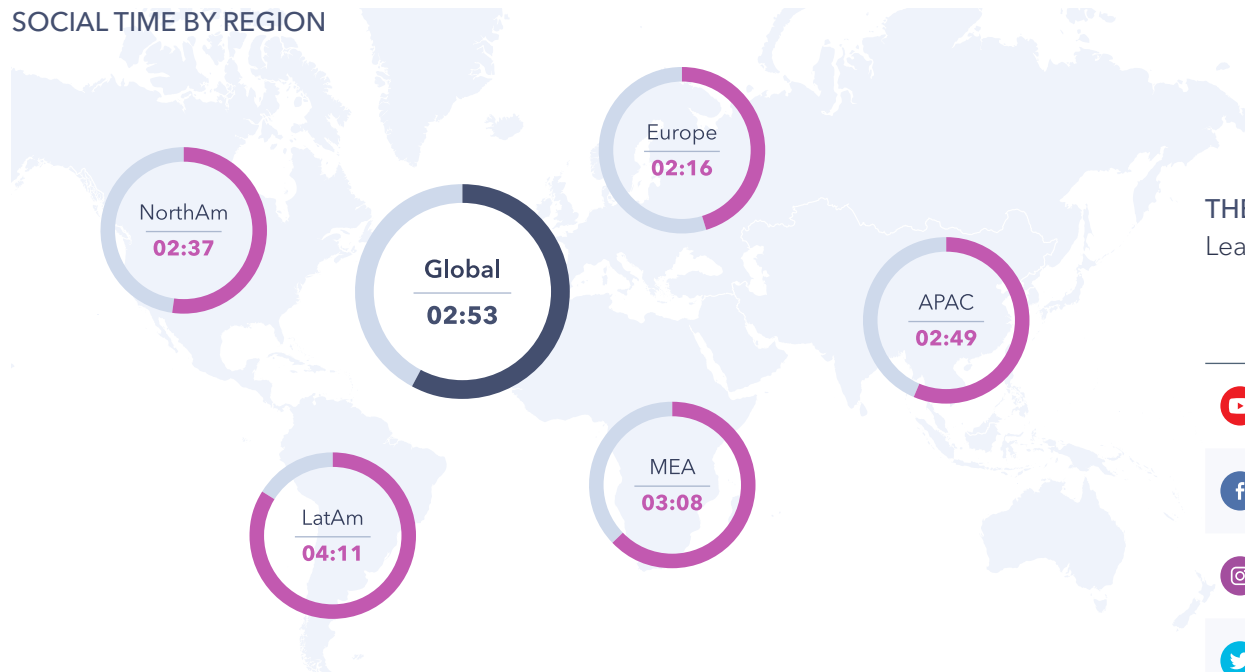 SOCIAL TIME BY REGION
Europe
02:16
NorthAm
02:37
Global
02:53
APAC
02:49
MEA
03:08
LatAm
04:11
THE
Lea